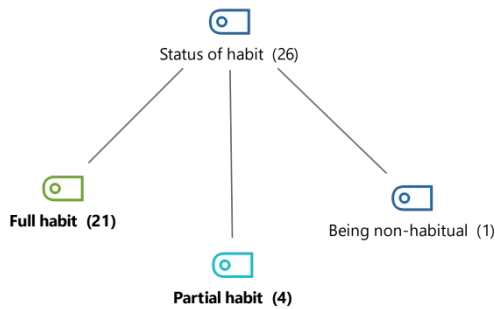 Status of habit (26)
Full habit (21)
Being non-habitual (1)
Partial habit (4)